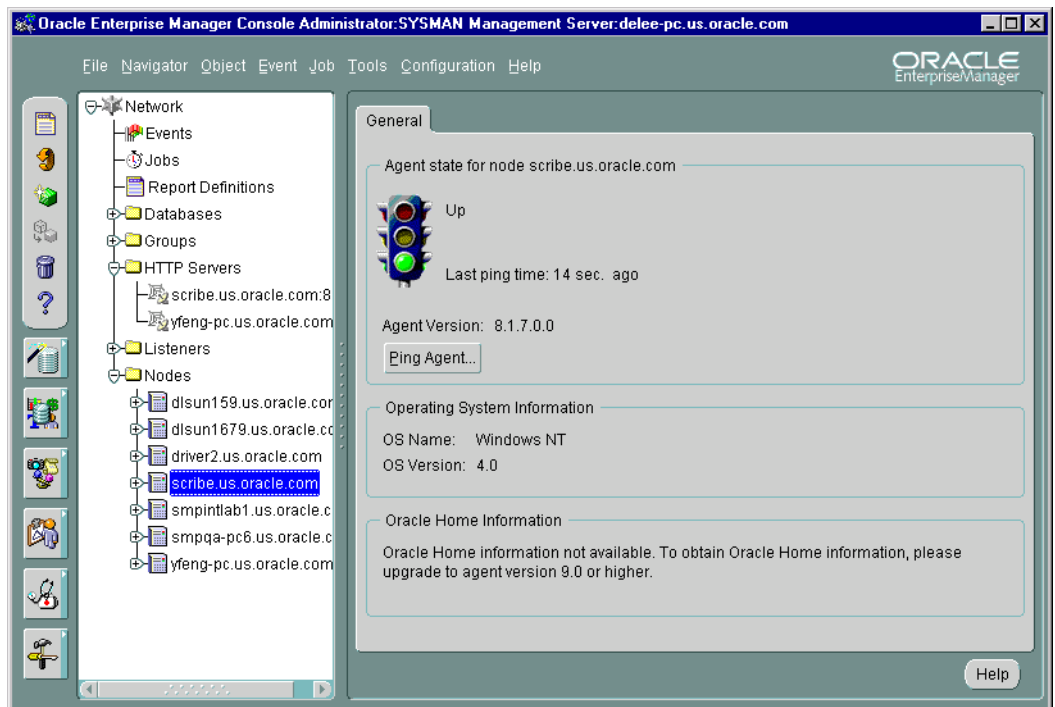 Oracle Enterprise Manager Console Administrator:SYSMAN Management Server:delee-pc.us.oracle.com
File Navigator Object Event Job Tools Configuration Help
ORACLE
EnterpriseManager
Network
Events
Jobs
Report Definitions
Databases
Groups
HTTP Servers
scribe.us.oracle.com:8
yfeng-pc.us.oracle.com
Listeners
Nodes
dlsun159.us.oracle.cor
dlsun1679.us.oracle.cc
driver2.us.oracle.com
scribe.us.oracle.com
smpintlab1.us.oracle.c
smpqa-pc6.us.oracle.c
yfeng-pc.us.oracle.com
General
Agent state for node scribe.us.oracle.com
Up
Last ping time: 14 sec. ago
Agent Version: 8.1.7.0.0
Ping Agent...
Operating System Information
OS Name: Windows NT
OS Version: 4.0
Oracle Home Information
Oracle Home information not available. To obtain Oracle Home information, please
upgrade to agent version 9.0 or higher.
Help